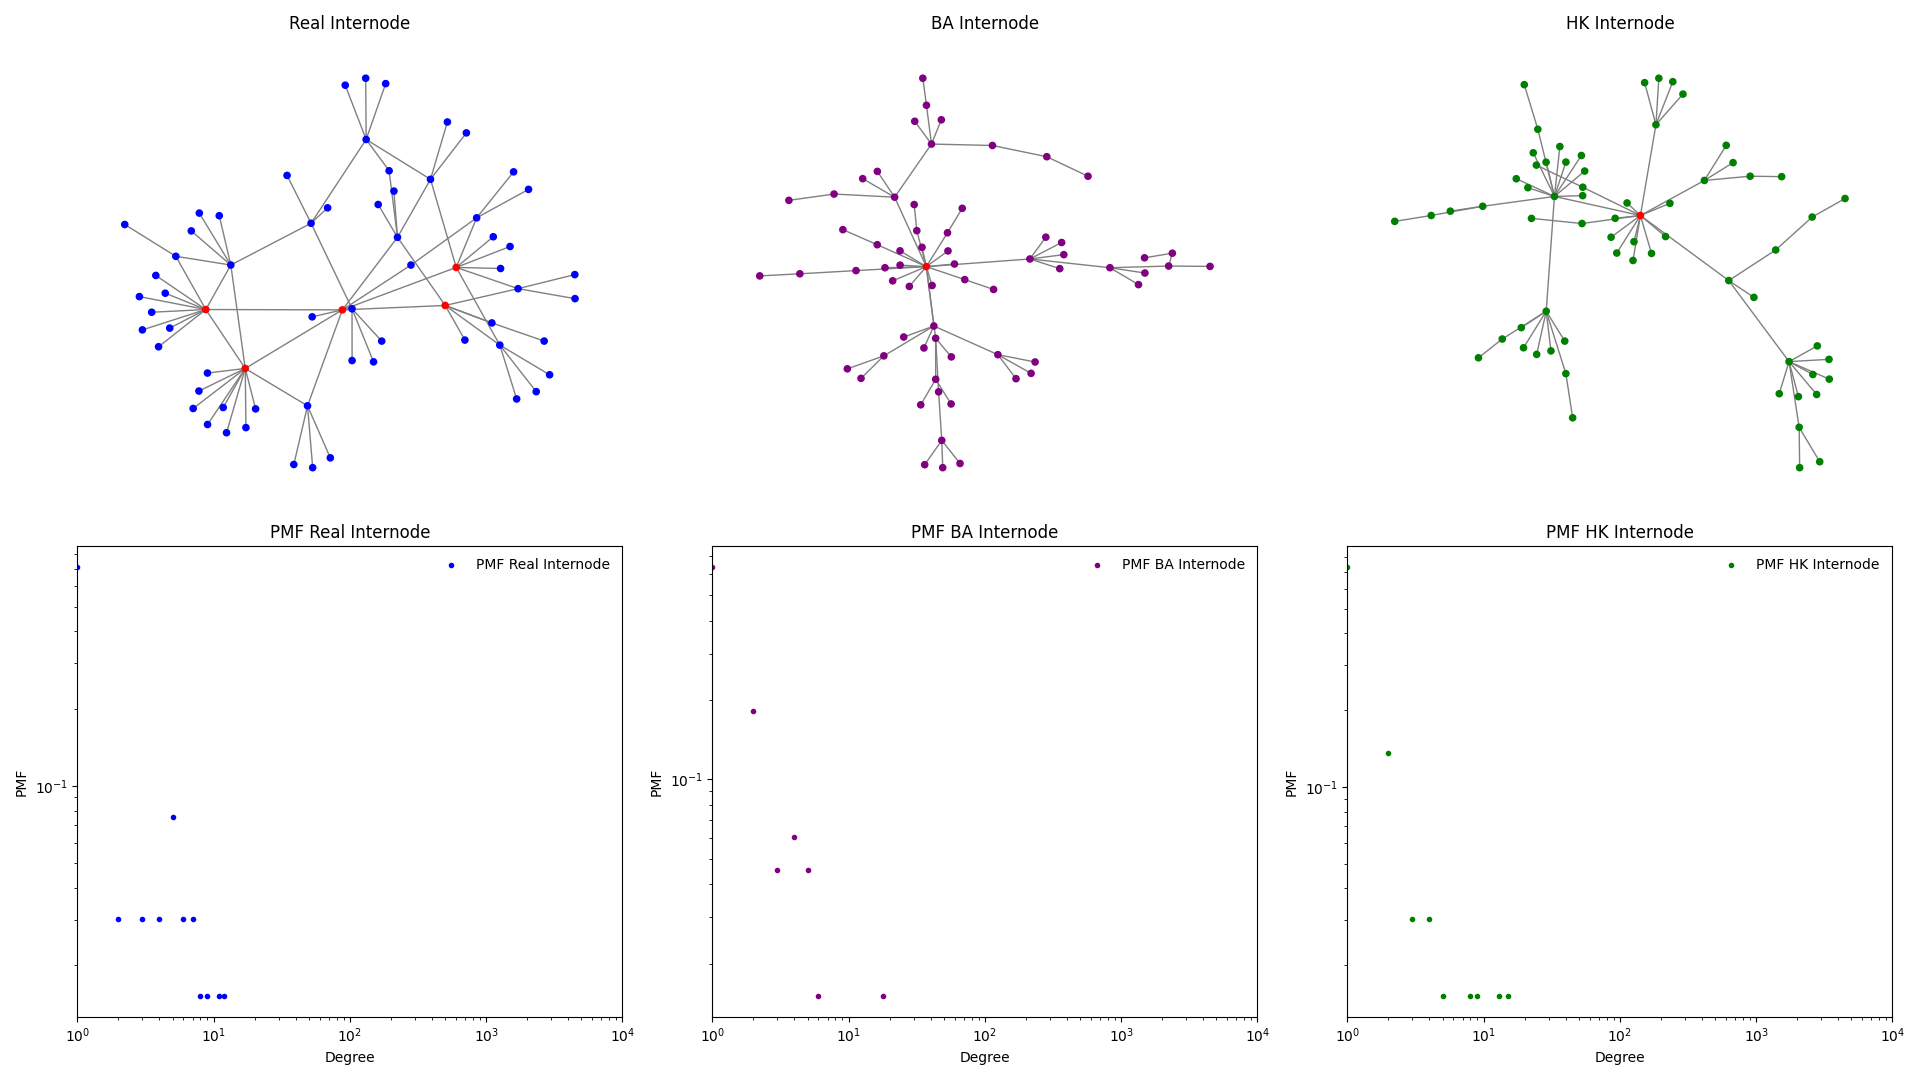 Real Internode
BA Internode
HK Internode
PMF Real Internode
PMF BA Internode
PMF HK Internode
PMF Real Internode
PMF BA Internode
PMF HK Internode
PMF
PMF
PMF
10⁻¹
10⁻¹
10⁻¹
10⁰ 10¹ 10² 10³ 10⁴
10⁰ 10¹ 10² 10³ 10⁴
10⁰ 10¹ 10² 10³ 10⁴
Degree
Degree
Degree